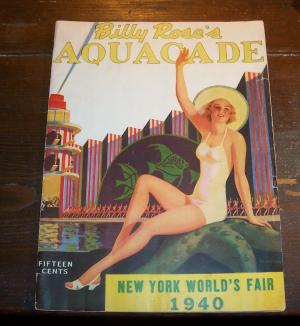 Billy Rose's
AQUACADE
FIFTEEN
CENTS
NEW YORK WORLD'S FAIR
1940